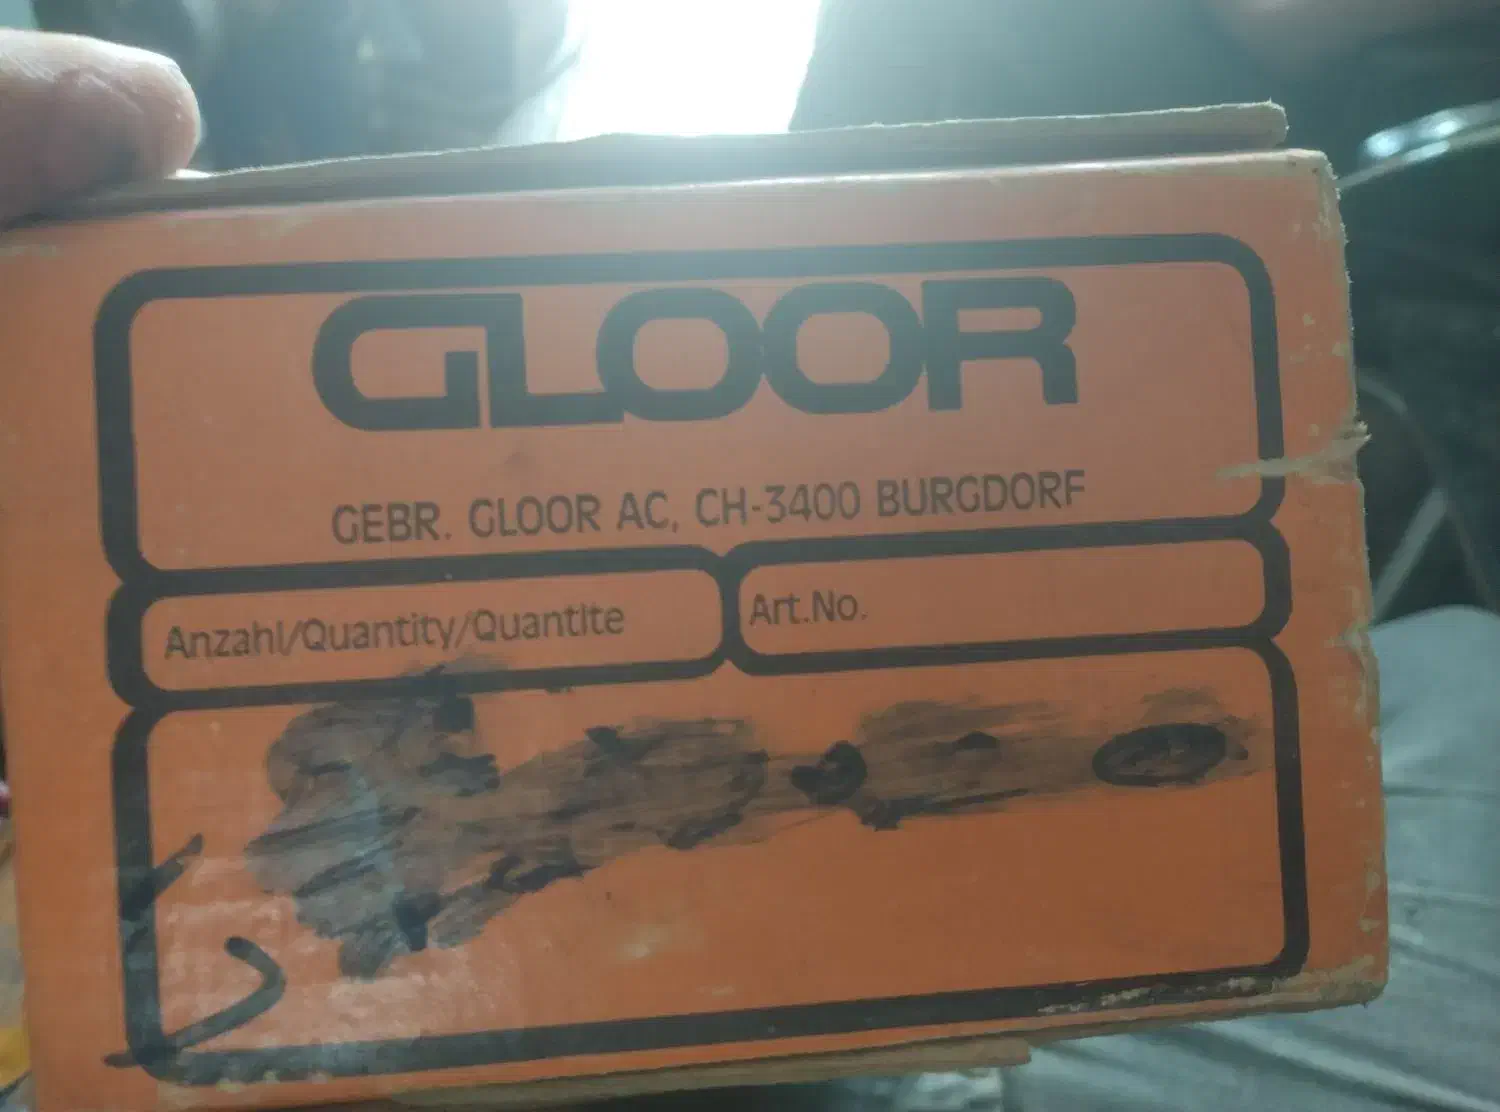 GLOOR
GEBR. GLOOR AG, CH-3400 BURGDORF
Anzahl/Quantity/Quantite
Art.No.